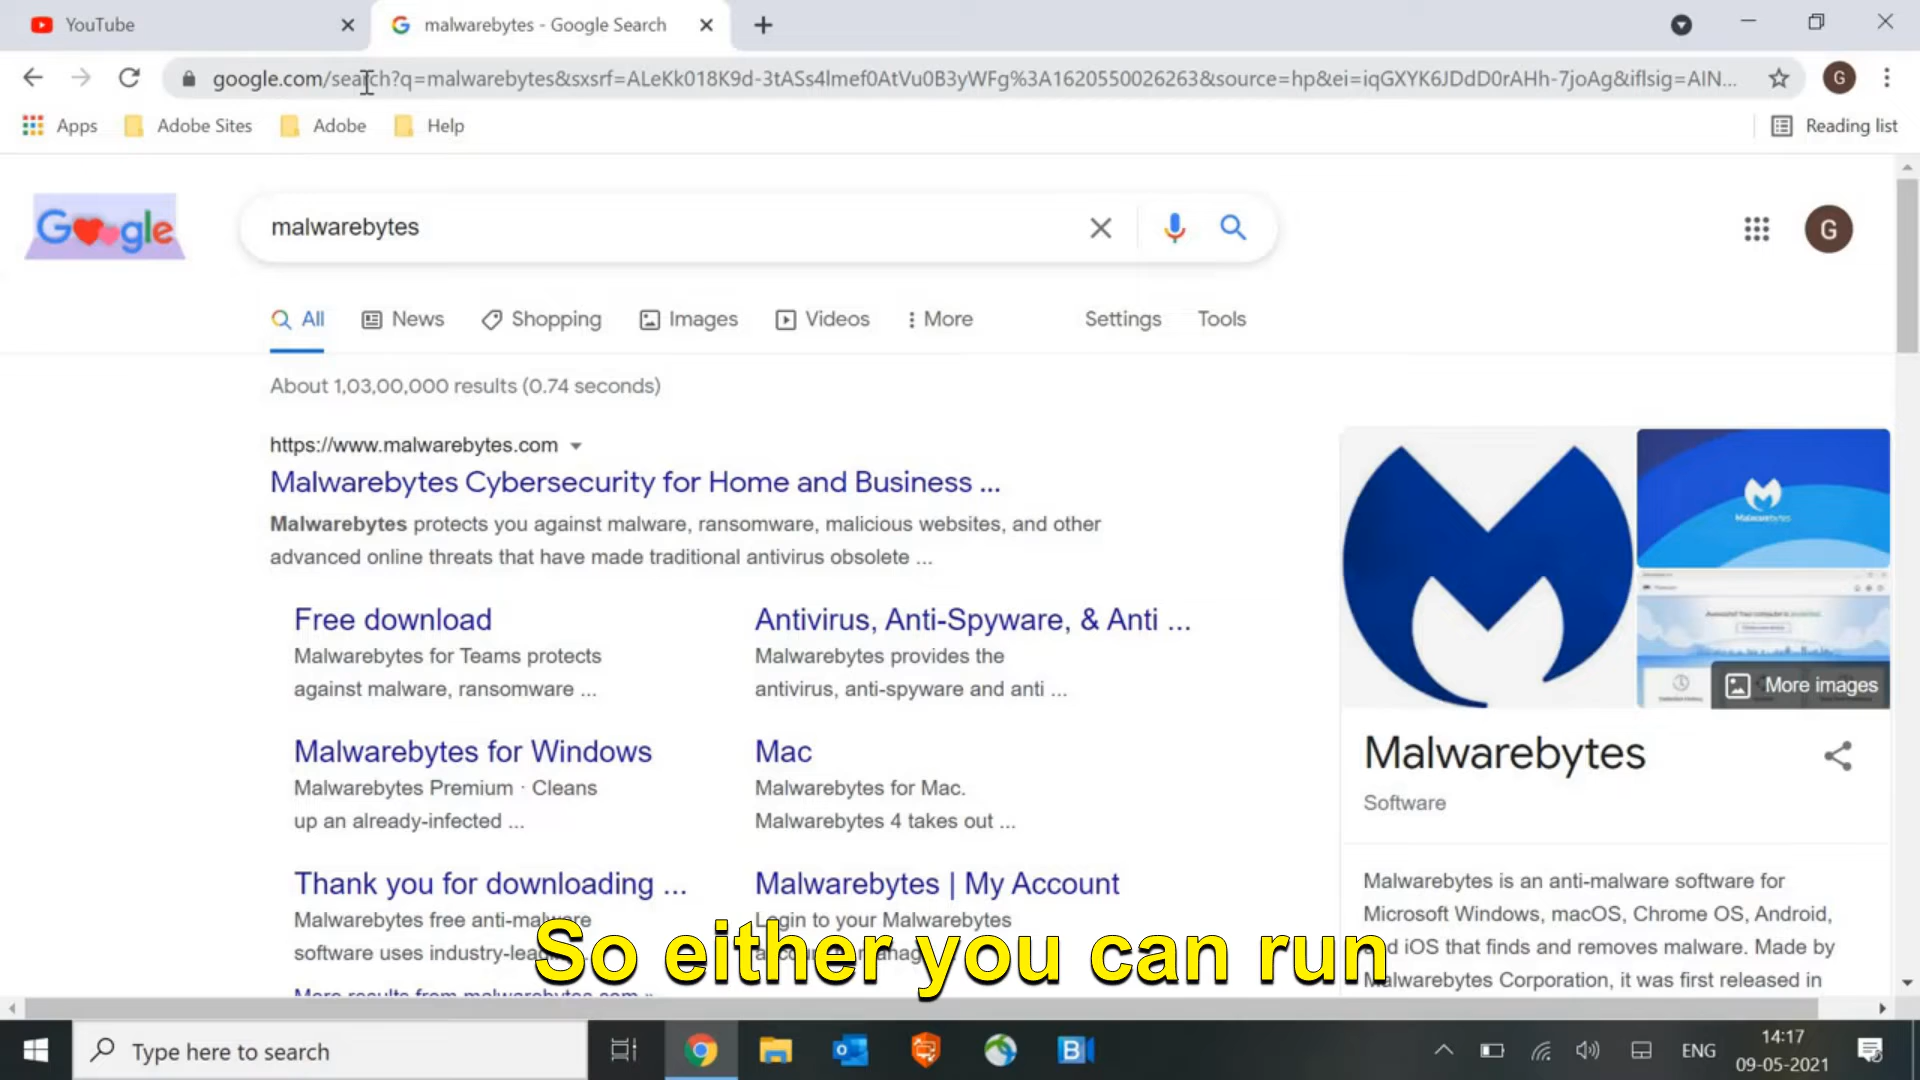 YouTube
malwarebytes - Google Search
google.com/search?q=malwarebytes&sxsrf=ALeKk018K9d-3tASs4lmef0AtVu0B3yWFg%3A1620550026263&source=hp&ei=iqGXYK6JDdD0rAHh-7joAg&iflsig=AIN...
G
Apps
Adobe Sites
Adobe
Help
Reading list
Google
malwarebytes
G
All
News
Shopping
Images
Videos
More
Settings
Tools
About 1,03,00,000 results (0.74 seconds)
https://www.malwarebytes.com
Malwarebytes Cybersecurity for Home and Business ...
Malwarebytes protects you against malware, ransomware, malicious websites, and other
advanced online threats that have made traditional antivirus obsolete ...
Free download
Malwarebytes for Teams protects
against malware, ransomware ...
Antivirus, Anti-Spyware, & Anti ...
Malwarebytes provides the
antivirus, anti-spyware and anti ...
Malwarebytes for Windows
Malwarebytes Premium · Cleans
up an already-infected ...
Mac
Malwarebytes for Mac.
Malwarebytes 4 takes out ...
Thank you for downloading ...
Malwarebytes free anti-malware
software uses industry-leading
Malwarebytes | My Account
Login to your Malwarebytes
More results from malwarebytes.com »
Malwarebytes
More images
Malwarebytes
Software
Malwarebytes is an anti-malware software for
Microsoft Windows, macOS, Chrome OS, Android,
and iOS that finds and removes malware. Made by
Malwarebytes Corporation, it was first released in
So either you can run
Type here to search
B
ENG
14:17
09-05-2021